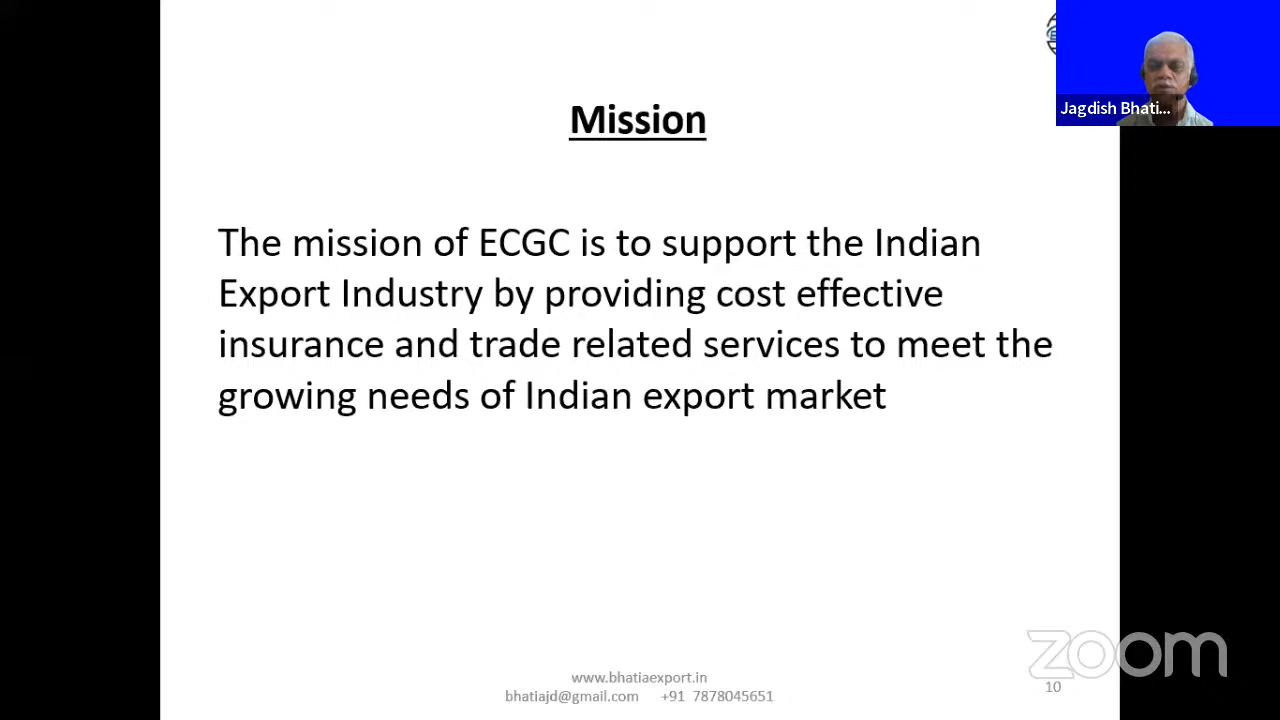 Mission
Jagdish Bhati...
The mission of ECGC is to support the Indian
Export Industry by providing cost effective
insurance and trade related services to meet the
growing needs of Indian export market
zoom
www.bhatiaexport.in
bhatiajd@gmail.com +91 7878045651
10